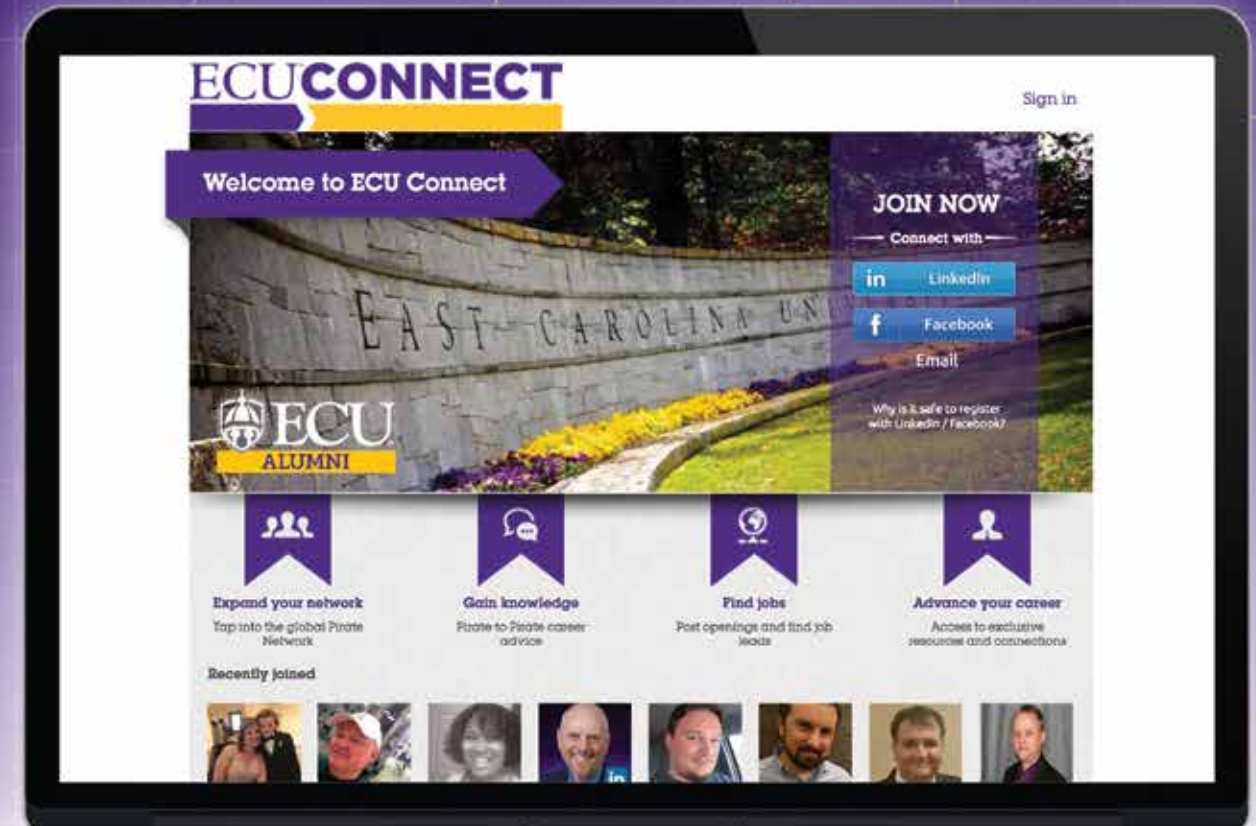 ECUCONNECT
Sign in
Welcome to ECU Connect
JOIN NOW
Connect with
in LinkedIn
f Facebook
Email
Why is it safe to register
with LinkedIn / Facebook?
EAST CAROLINA UNI
ECU
ALUMNI
Expand your network
Tap into the global Pirate
Network
Gain knowledge
Pirate to Pirate career
advice
Find jobs
Post openings and find job
leads
Advance your career
Access to exclusive
resources and connections
Recently joined
in